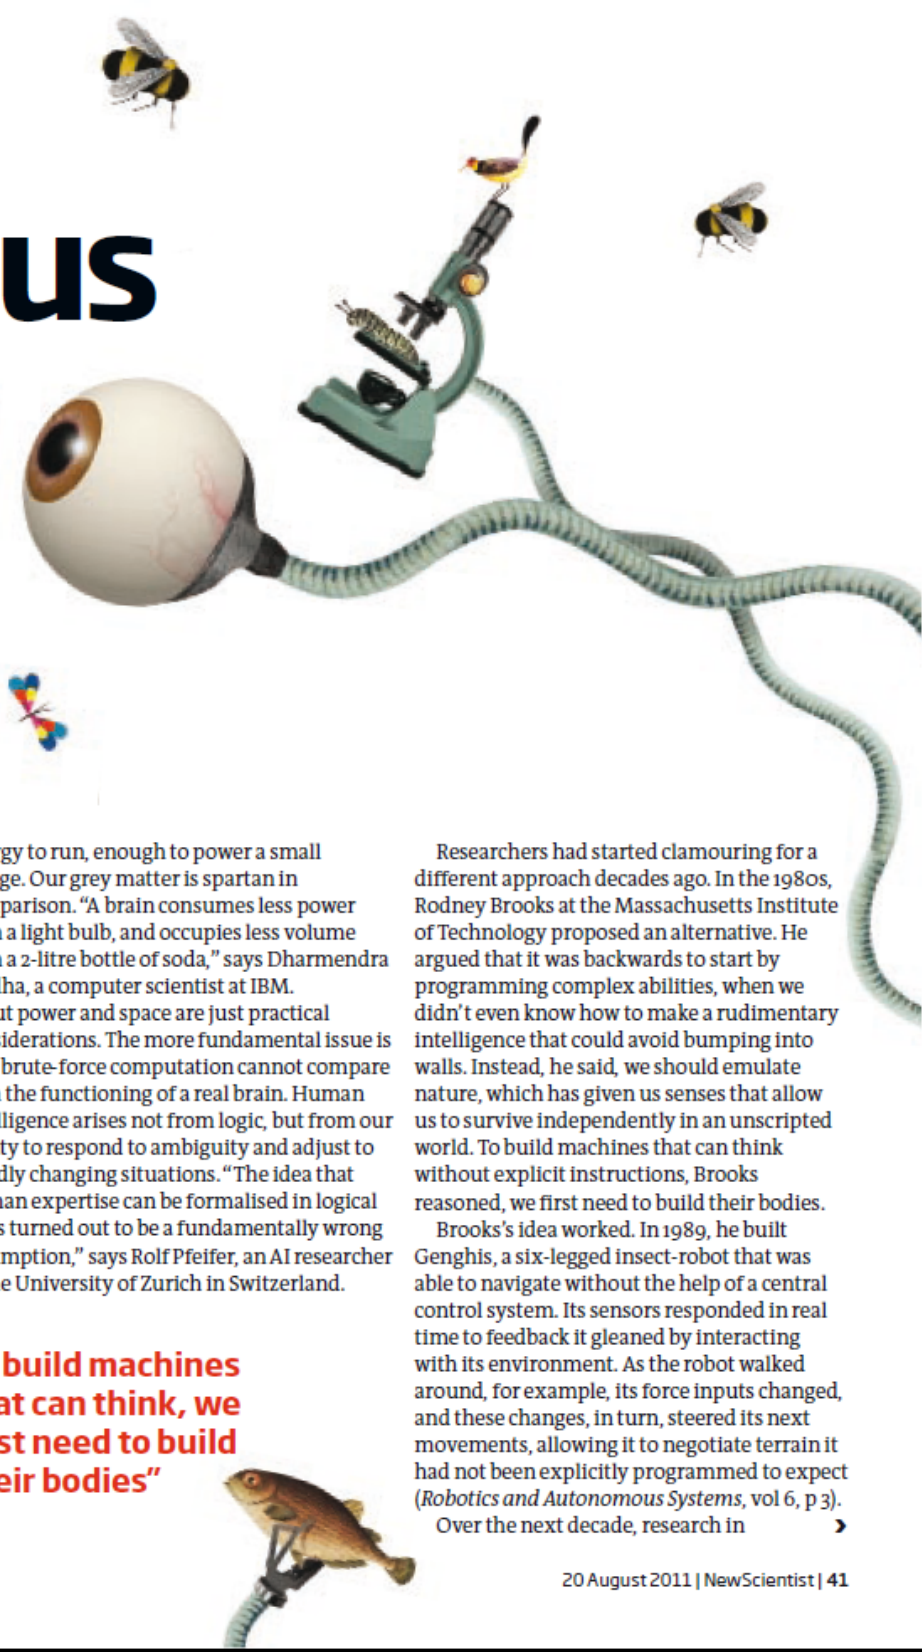 us
gy to run, enough to power a small
ge. Our grey matter is spartan in
parison. “A brain consumes less power
a light bulb, and occupies less volume
a 2-litre bottle of soda,” says Dharmendra
ha, a computer scientist at IBM.
ut power and space are just practical
siderations. The more fundamental issue is
brute-force computation cannot compare
the functioning of a real brain. Human
lligence arises not from logic, but from our
ty to respond to ambiguity and adjust to
dly changing situations. “The idea that
an expertise can be formalised in logical
s turned out to be a fundamentally wrong
mption,” says Rolf Pfeifer, an AI researcher
e University of Zurich in Switzerland.
build machines
at can think, we
st need to build
eir bodies”
Researchers had started clamouring for a
different approach decades ago. In the 1980s,
Rodney Brooks at the Massachusetts Institute
of Technology proposed an alternative. He
argued that it was backwards to start by
programming complex abilities, when we
didn’t even know how to make a rudimentary
intelligence that could avoid bumping into
walls. Instead, he said, we should emulate
nature, which has given us senses that allow
us to survive independently in an unscripted
world. To build machines that can think
without explicit instructions, Brooks
reasoned, we first need to build their bodies.
Brooks’s idea worked. In 1989, he built
Genghis, a six-legged insect-robot that was
able to navigate without the help of a central
control system. Its sensors responded in real
time to feedback it gleaned by interacting
with its environment. As the robot walked
around, for example, its force inputs changed,
and these changes, in turn, steered its next
movements, allowing it to negotiate terrain it
had not been explicitly programmed to expect
(Robotics and Autonomous Systems, vol 6, p 3).
Over the next decade, research in ›
20 August 2011 | NewScientist | 41